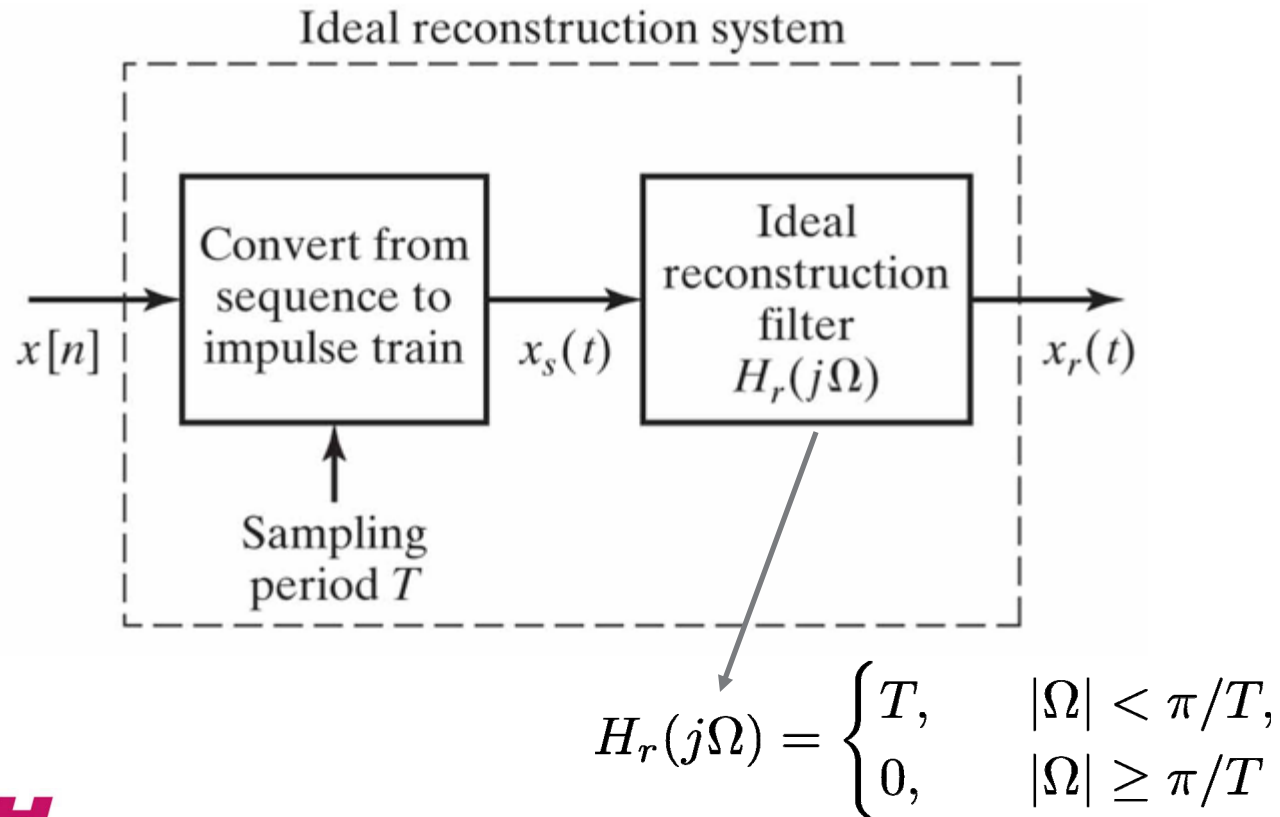 Ideal reconstruction system
Convert from
sequence to
impulse train
Ideal
reconstruction
filter
H_r(jΩ)
x[n]
x_s(t)
x_r(t)
Sampling
period T
H_r(jΩ) = { T, |Ω| < π/T,
0, |Ω| ≥ π/T